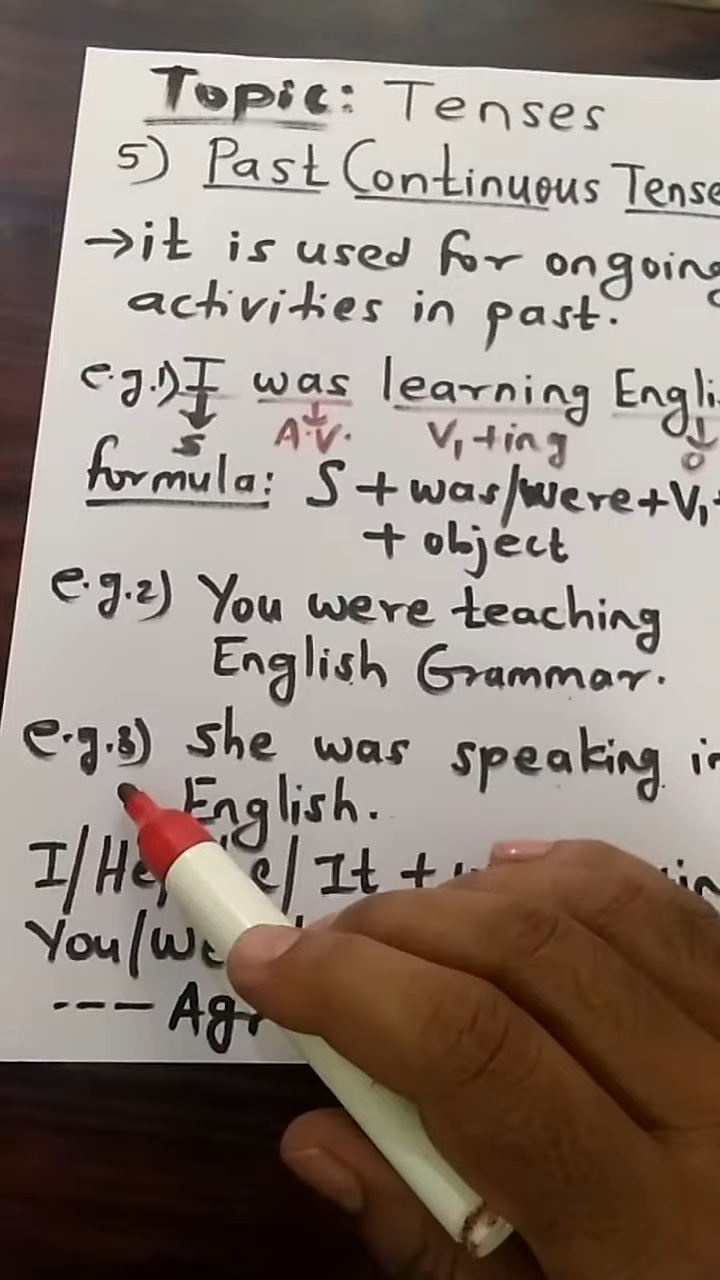 Topic: Tenses
5) Past Continuous Tense
→it is used for ongoing
activities in past.
e.g.1) I was learning Engli
S A.V. V₁+ing O
formula: S + was/were + V₁+
+ object
e.g.2) You were teaching
English Grammar.
e.g.3) She was speaking in
English.
I/He/ It +
You/We
--- Agr